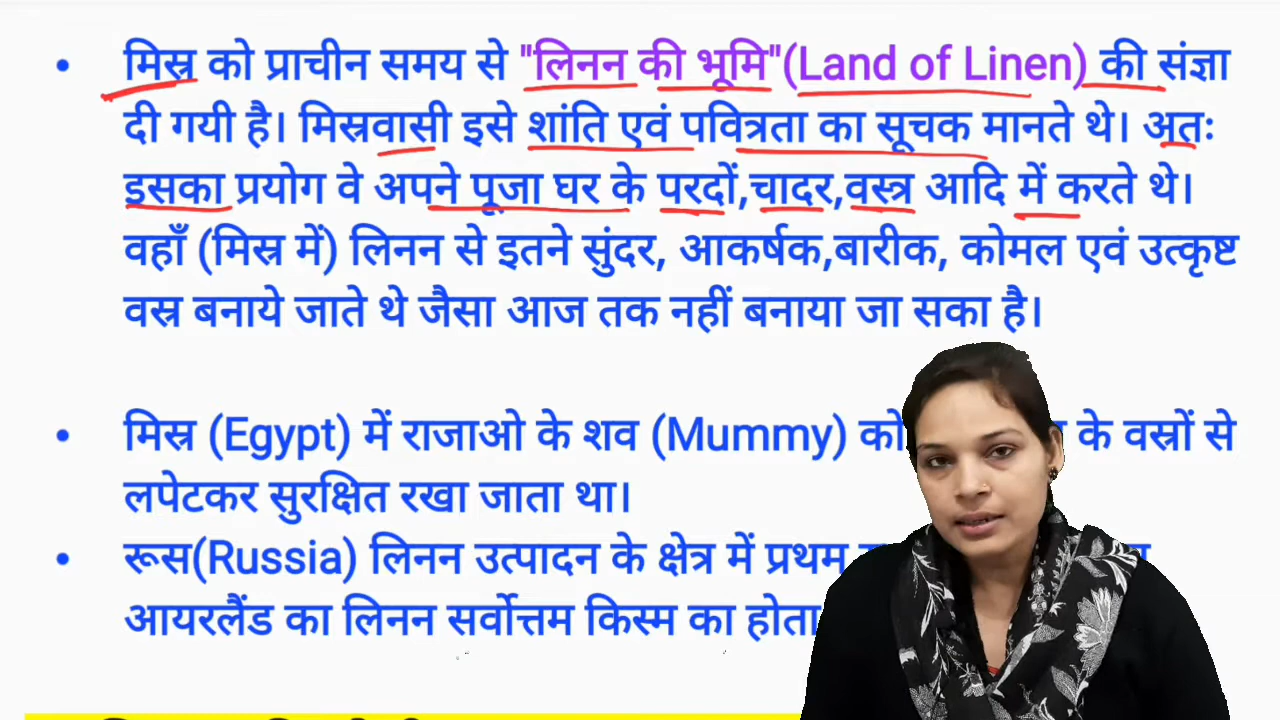 • मिस्र को प्राचीन समय से "लिनन की भूमि"(Land of Linen) की संज्ञा
दी गयी है। मिस्रवासी इसे शांति एवं पवित्रता का सूचक मानते थे। अतः
इसका प्रयोग वे अपने पूजा घर के परदों,चादर,वस्त्र आदि में करते थे।
वहाँ (मिस्र में) लिनन से इतने सुंदर, आकर्षक,बारीक, कोमल एवं उत्कृष्ट
वस्र बनाये जाते थे जैसा आज तक नहीं बनाया जा सका है।
• मिस्र (Egypt) में राजाओ के शव (Mummy) को के वस्रों से
लपेटकर सुरक्षित रखा जाता था।
• रूस(Russia) लिनन उत्पादन के क्षेत्र में प्रथम
आयरलैंड का लिनन सर्वोत्तम किस्म का होता